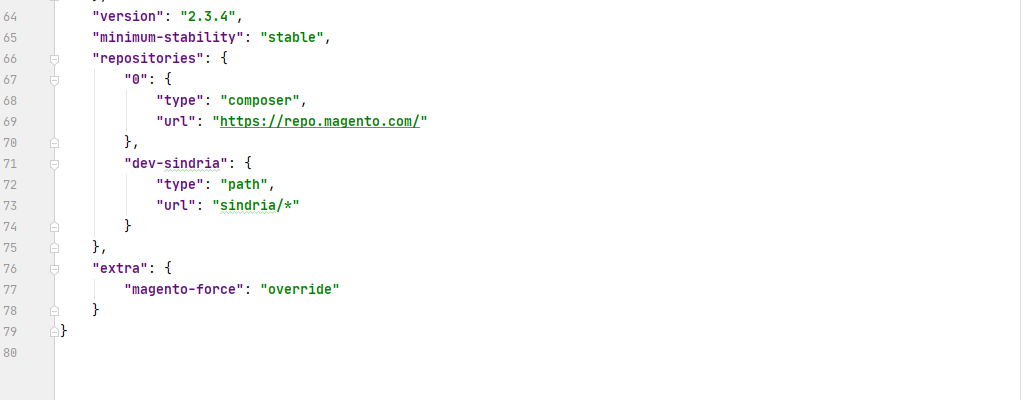 64 "version": "2.3.4",
65 "minimum-stability": "stable",
66 "repositories": {
67 "0": {
68 "type": "composer",
69 "url": "https://repo.magento.com/"
70 },
71 "dev-sindria": {
72 "type": "path",
73 "url": "sindria/*"
74 }
75 },
76 "extra": {
77 "magento-force": "override"
78 }
79 }
80